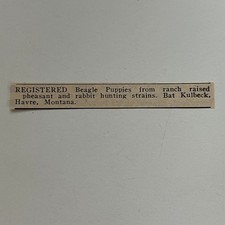 REGISTERED Beagle Puppies from ranch raised
pheasant and rabbit hunting strains. Bat Kulbeck,
Havre, Montana.